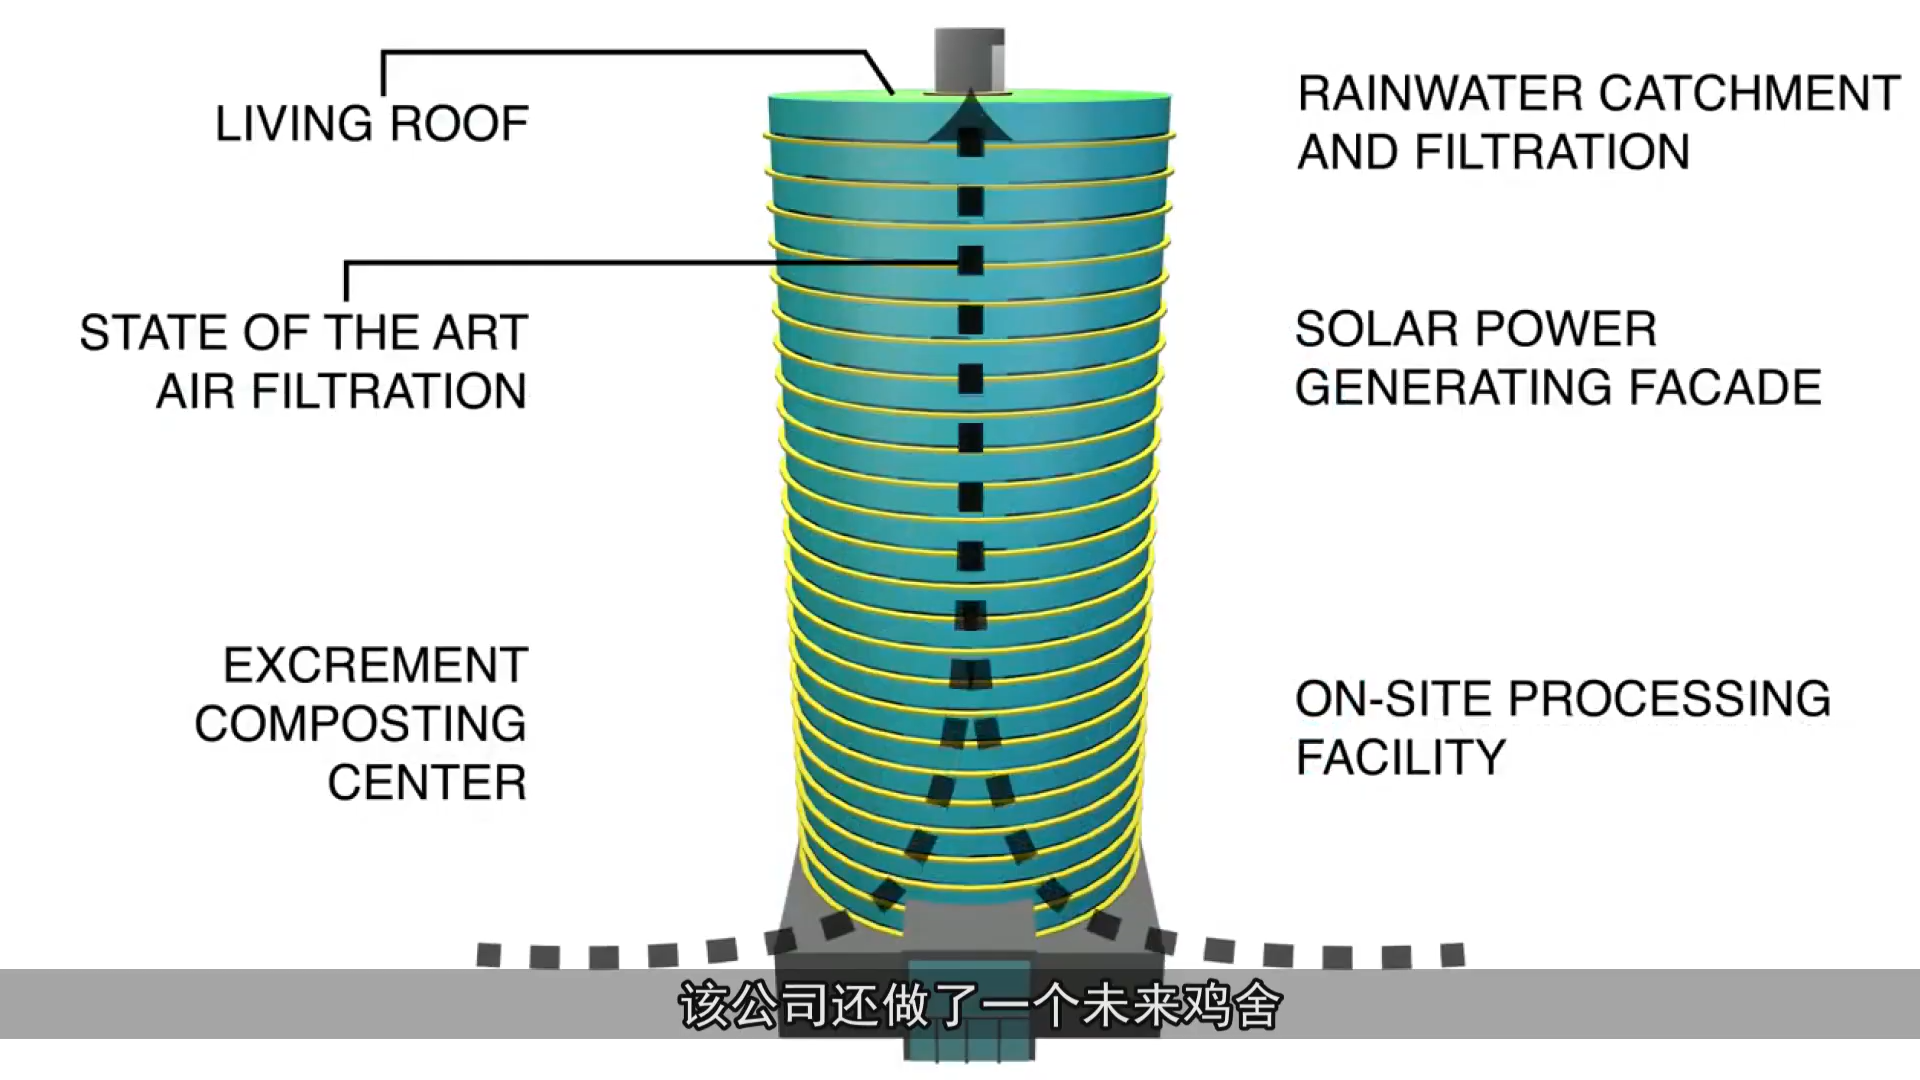 LIVING ROOF
STATE OF THE ART
AIR FILTRATION
EXCREMENT
COMPOSTING
CENTER
RAINWATER CATCHMENT
AND FILTRATION
SOLAR POWER
GENERATING FACADE
ON-SITE PROCESSING
FACILITY
该公司还做了一个未来鸡舍